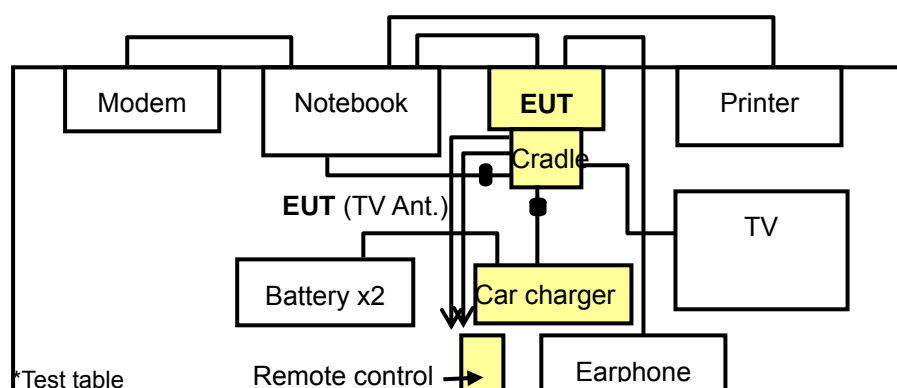 Modem
Notebook
EUT
Printer
Cradle
EUT (TV Ant.)
TV
Battery x2
Car charger
*Test table
Remote control
Earphone